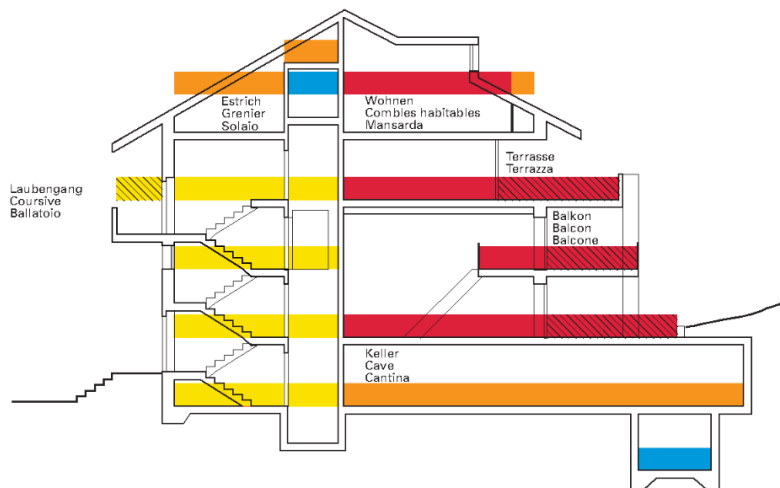 Estrich
Grenier
Solaio
Wohnen
Combles habitables
Mansarda
Terrasse
Terrazza
Laubengang
Coursive
Ballatoio
Balkon
Balcon
Balcone
Keller
Cave
Cantina